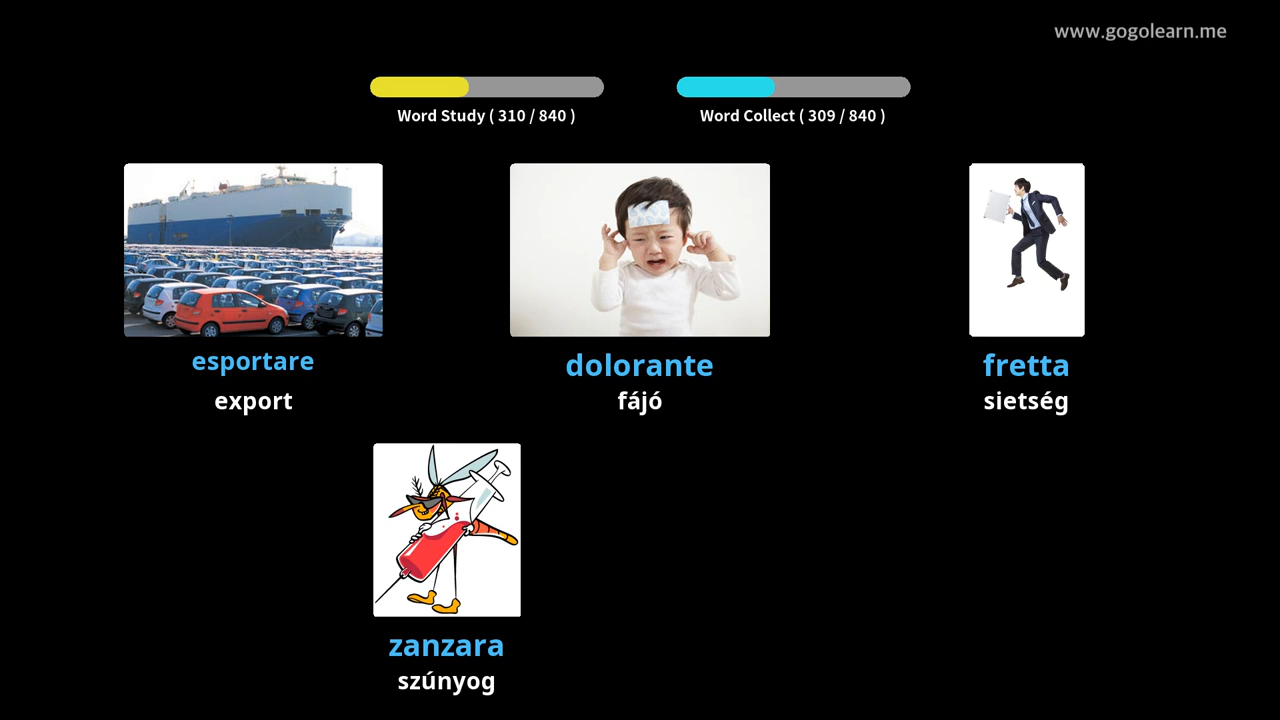 www.gogolearn.me
Word Study ( 310 / 840 )
Word Collect ( 309 / 840 )
esportare
export
dolorante
fájó
fretta
sietség
zanzara
szúnyog